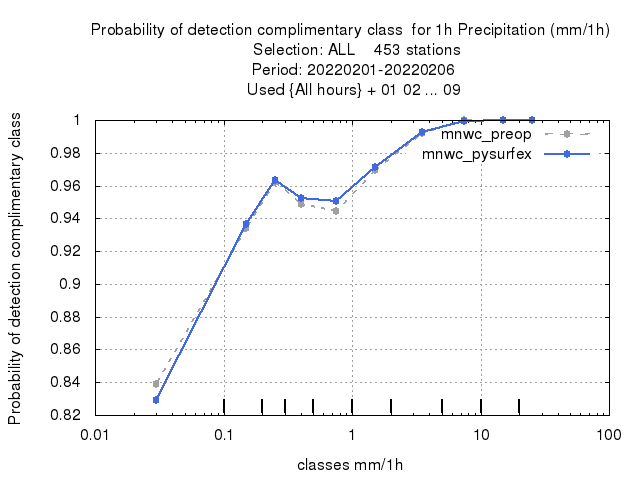 Probability of detection complimentary class  for 1h Precipitation (mm/1h)
Selection: ALL    453 stations
Period: 20220201-20220206
Used {All hours} + 01 02 ... 09
Probability of detection complimentary class
1
0.98
0.96
0.94
0.92
0.9
0.88
0.86
0.84
0.82
mnwc_preop
mnwc_pysurfex
0.01
0.1
1
10
100
classes mm/1h